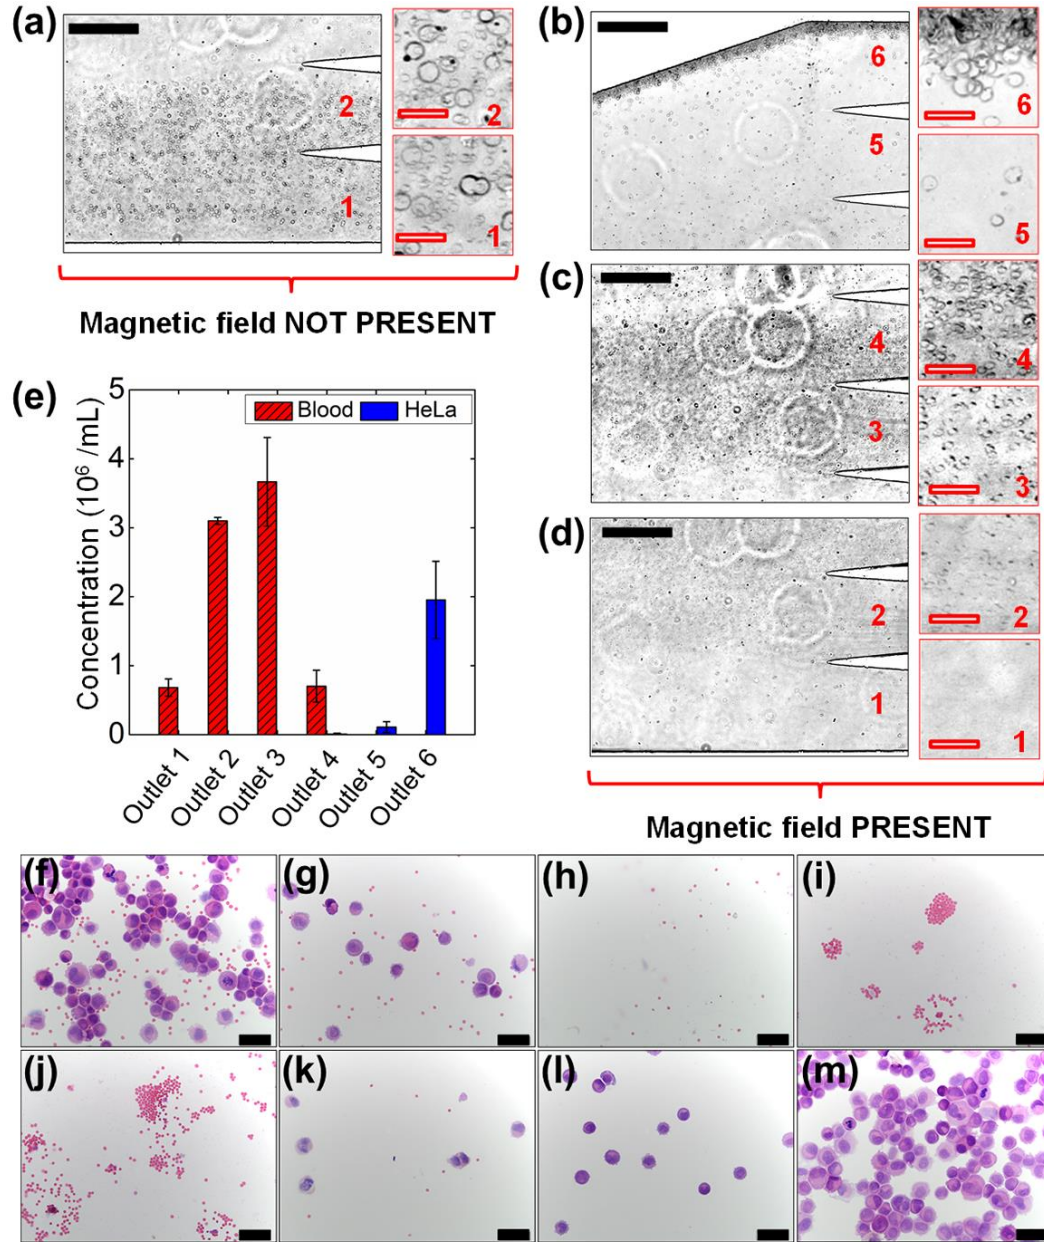 (a)
2
1
2
1
Magnetic field NOT PRESENT
(b)
6
5
6
5
(c)
4
3
4
3
(d)
2
1
2
1
Magnetic field PRESENT
(e)
Concentration (10⁶ /mL)
5
4
3
2
1
0
Blood HeLa
Outlet 1
Outlet 2
Outlet 3
Outlet 4
Outlet 5
Outlet 6
(f) (g) (h) (i)
(j) (k) (l) (m)